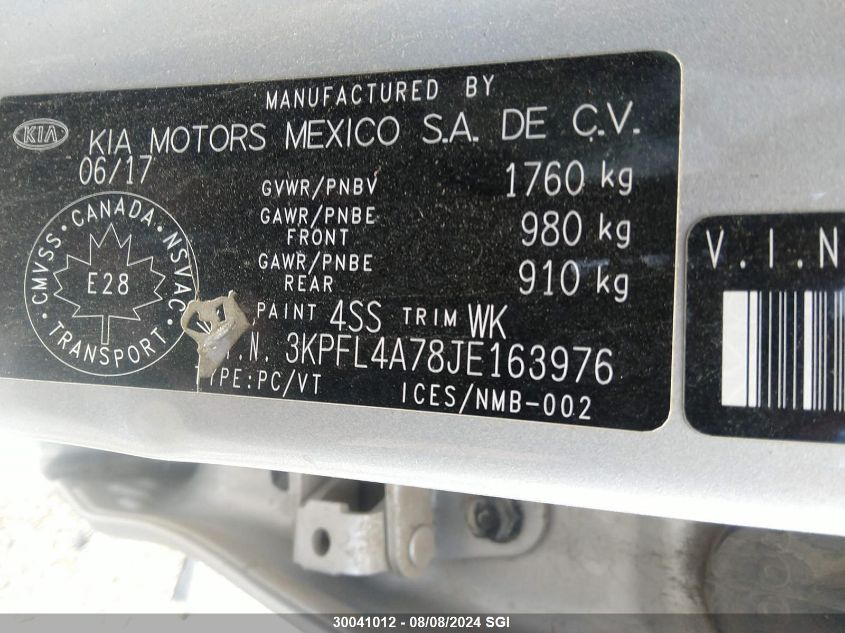 MANUFACTURED BY
KIA KIA MOTORS MEXICO S.A. DE C.V.
06/17
GVWR/PNBV 1760 kg
GAWR/PNBE FRONT 980 kg
GAWR/PNBE REAR 910 kg
CMVSS · CANADA · NSVAC · TRANSPORT ·
E28
PAINT 4SS TRIM WK
.I.N. 3KPFL4A78JE163976
TYPE:PC/VT ICES/NMB-002
V.I.N
30041012 - 08/08/2024 SGI